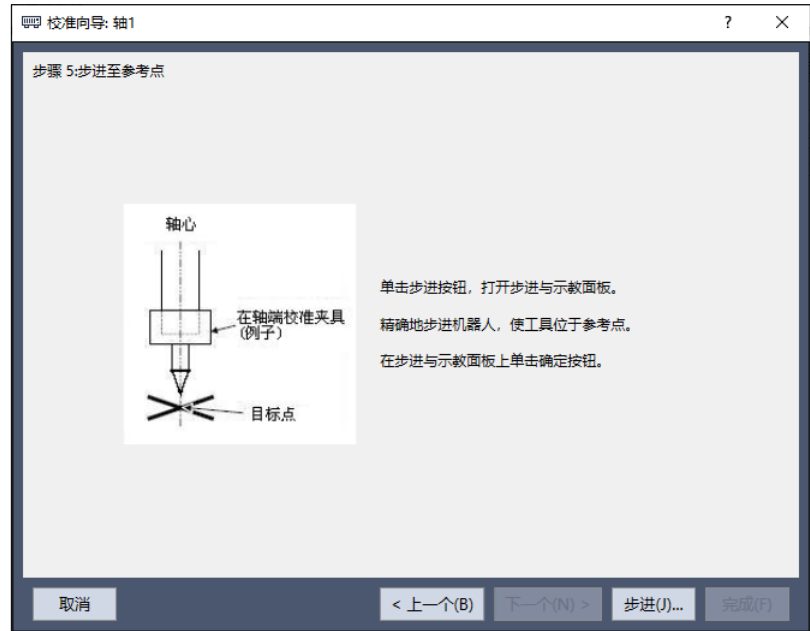 校准向导: 轴1
?
步骤 5:步进至参考点
轴心
在轴端校准夹具
(例子)
目标点
单击步进按钮，打开步进与示教面板。
精确地步进机器人，使工具位于参考点。
在步进与示教面板上单击确定按钮。
取消
< 上一个(B)
下一个(N) >
步进(J)...
完成(F)